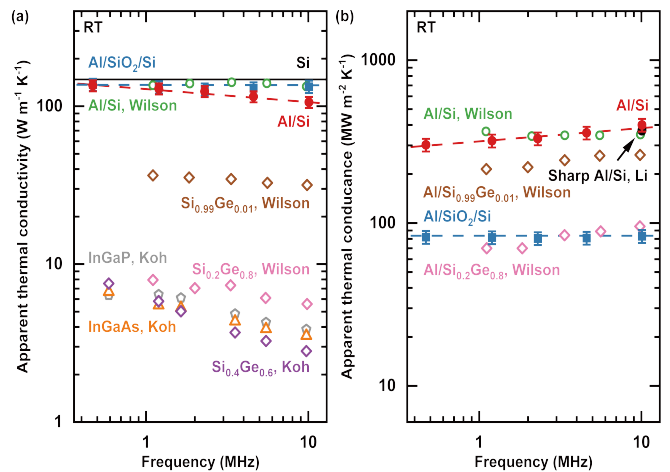 (a)
RT
Al/SiO2/Si
Si
Al/Si, Wilson
Al/Si
Si0.99Ge0.01, Wilson
InGaP, Koh
Si0.2Ge0.8, Wilson
InGaAs, Koh
Si0.4Ge0.6, Koh
Apparent thermal conductivity (W m-1 K-1)
100
10
1
1
10
Frequency (MHz)
(b)
RT
Al/Si
Al/Si, Wilson
Sharp Al/Si, Li
Al/Si0.99Ge0.01, Wilson
Al/SiO2/Si
Al/Si0.2Ge0.8, Wilson
Apparent thermal conducance (MW m-2 K-1)
1000
100
10
1
10
Frequency (MHz)